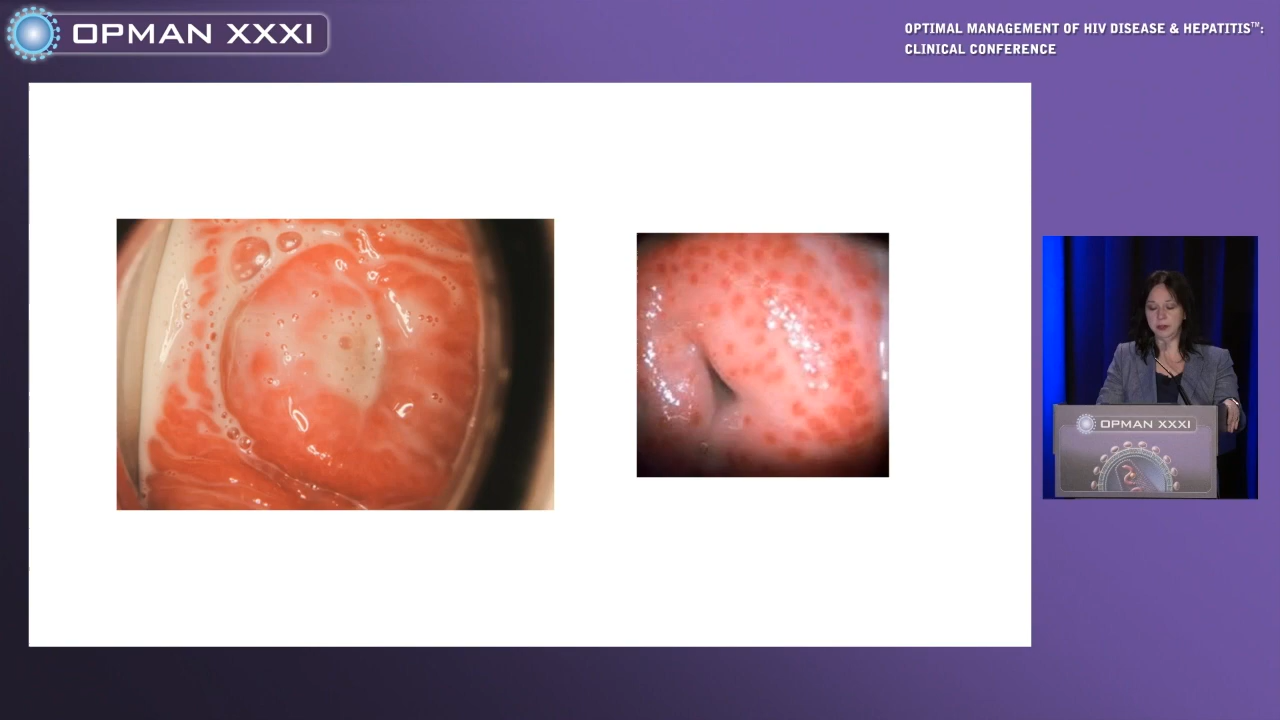 OPMAN XXXI
OPTIMAL MANAGEMENT OF HIV DISEASE & HEPATITIS™:
CLINICAL CONFERENCE
OPMAN XXXI